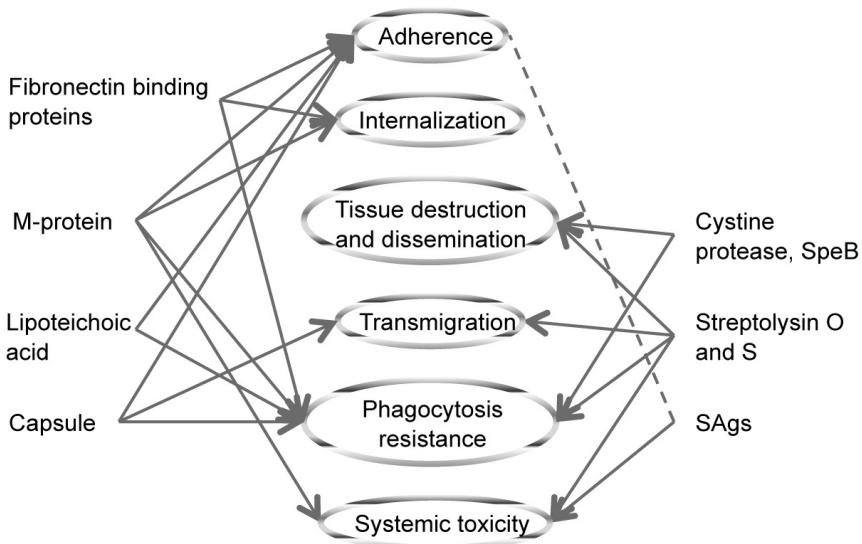 Adherence
Fibronectin binding
proteins
Internalization
M-protein
Tissue destruction
and dissemination
Cystine
protease, SpeB
Lipoteichoic
acid
Transmigration
Streptolysin O
and S
Capsule
Phagocytosis
resistance
SAgs
Systemic toxicity